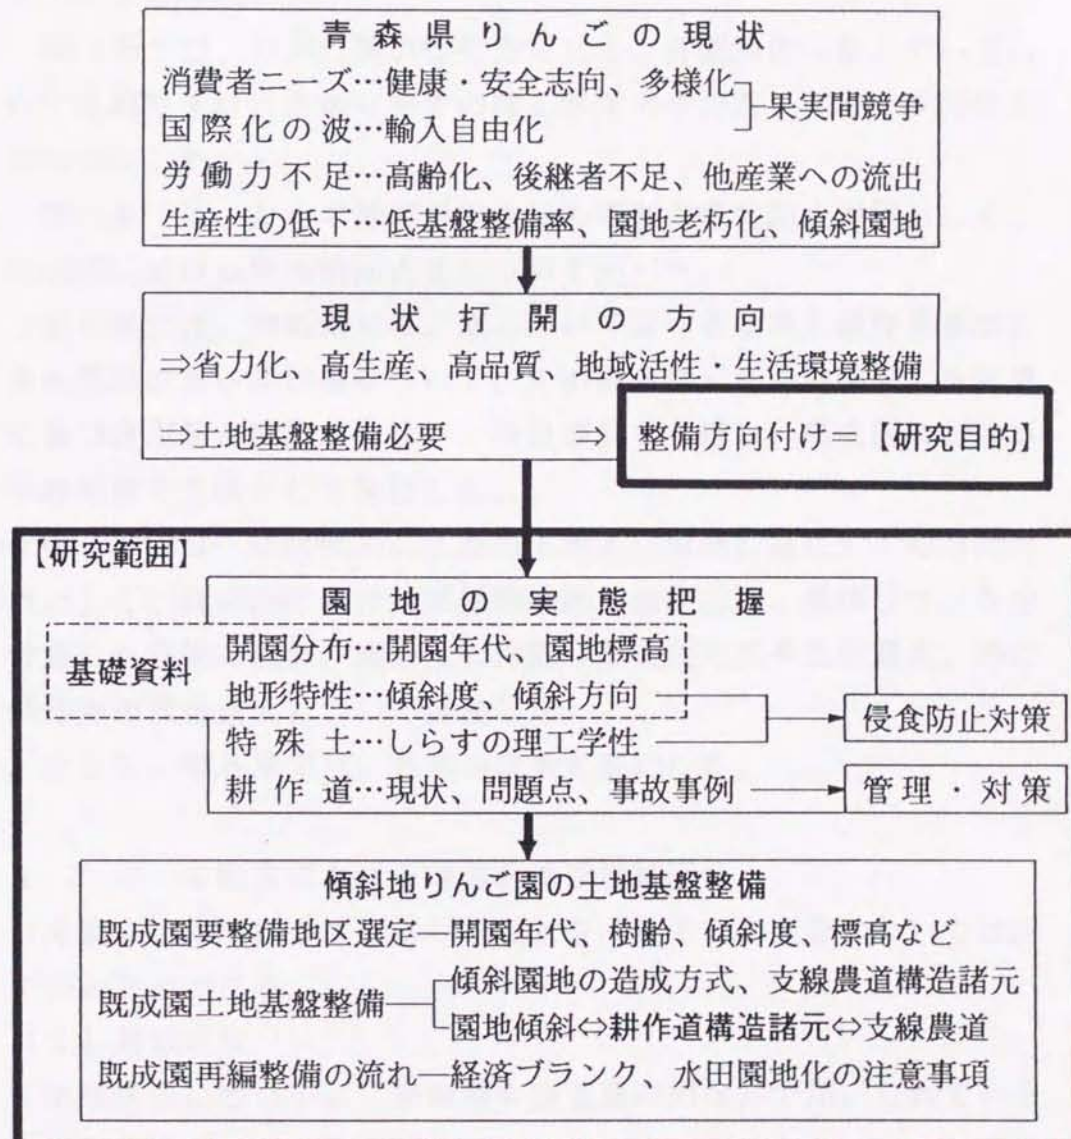 青森県りんごの現状
消費者ニーズ…健康・安全志向、多様化
果実間競争
国際化の波…輸入自由化
労働力不足…高齢化、後継者不足、他産業への流出
生産性の低下…低基盤整備率、園地老朽化、傾斜園地
現状打開の方向
⇒省力化、高生産、高品質、地域活性・生活環境整備
⇒土地基盤整備必要 ⇒ 整備方向付け＝【研究目的】
【研究範囲】
園地の実態把握
基礎資料
開園分布…開園年代、園地標高
地形特性…傾斜度、傾斜方向
侵食防止対策
特殊土…しらすの理工学性
耕作道…現状、問題点、事故事例
管理・対策
傾斜地りんご園の土地基盤整備
既成園要整備地区選定―開園年代、樹齢、傾斜度、標高など
既成園土地基盤整備
傾斜園地の造成方式、支線農道構造諸元
園地傾斜⇔耕作道構造諸元⇔支線農道
既成園再編整備の流れ―経済ブランク、水田園地化の注意事項